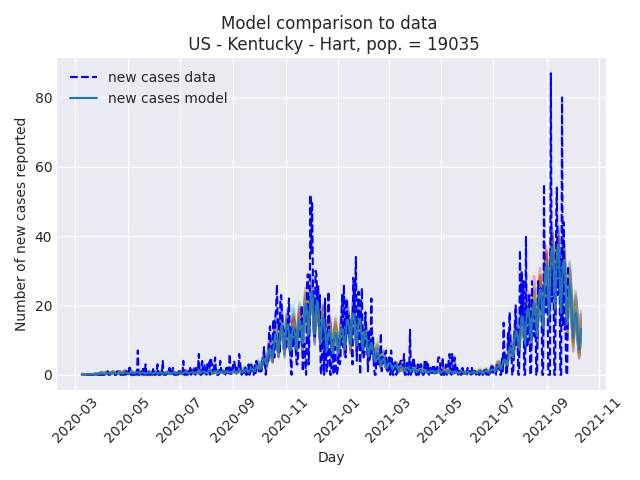 Model comparison to data
US - Kentucky - Hart, pop. = 19035
new cases data
new cases model
Number of new cases reported
80
60
40
20
0
2020-03
2020-05
2020-07
2020-09
2020-11
2021-01
2021-03
2021-05
2021-07
2021-09
2021-11
Day